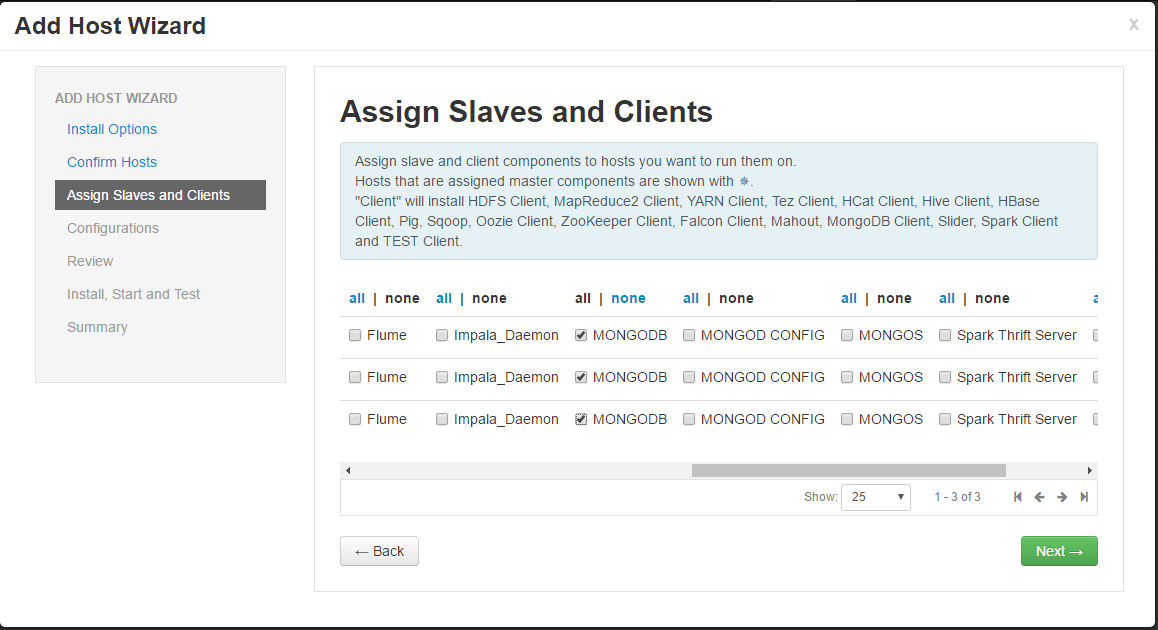 Add Host Wizard
X
ADD HOST WIZARD
Install Options
Confirm Hosts
Assign Slaves and Clients
Configurations
Review
Install, Start and Test
Summary
Assign Slaves and Clients
Assign slave and client components to hosts you want to run them on.
Hosts that are assigned master components are shown with ✵.
"Client" will install HDFS Client, MapReduce2 Client, YARN Client, Tez Client, HCat Client, Hive Client, HBase
Client, Pig, Sqoop, Oozie Client, ZooKeeper Client, Falcon Client, Mahout, MongoDB Client, Slider, Spark Client
and TEST Client.
all | none all | none all | none all | none all | none all | none
Flume Impala_Daemon MONGODB MONGOD CONFIG MONGOS Spark Thrift Server
Flume Impala_Daemon MONGODB MONGOD CONFIG MONGOS Spark Thrift Server
Flume Impala_Daemon MONGODB MONGOD CONFIG MONGOS Spark Thrift Server
Show: 25 1 - 3 of 3
← Back
Next →